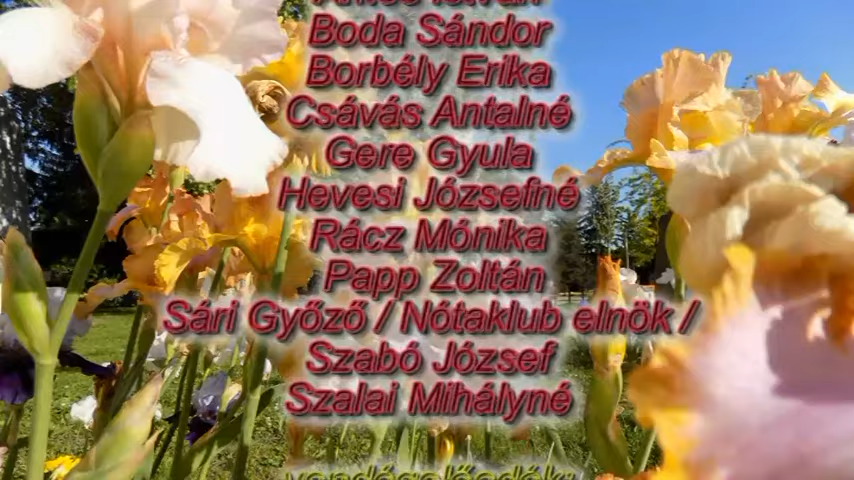 Boda Sándor
Borbély Erika
Csávás Antalné
Gere Gyula
Hevesi Józsefné
Rácz Mónika
Papp Zoltán
Sári Győző / Nótaklub elnök /
Szabó József
Szalai Mihályné
vendégelőadók: